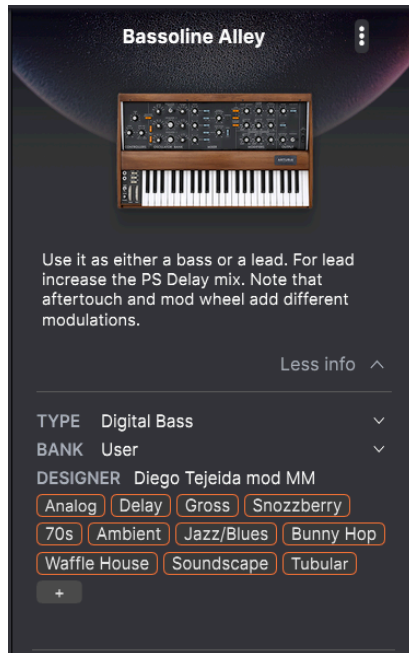 Bassoline Alley
Use it as either a bass or a lead. For lead
increase the PS Delay mix. Note that
aftertouch and mod wheel add different
modulations.
Less info
TYPE Digital Bass
BANK User
DESIGNER Diego Tejeida mod MM
Analog Delay Gross Snozzberry
70s Ambient Jazz/Blues Bunny Hop
Waffle House Soundscape Tubular
+